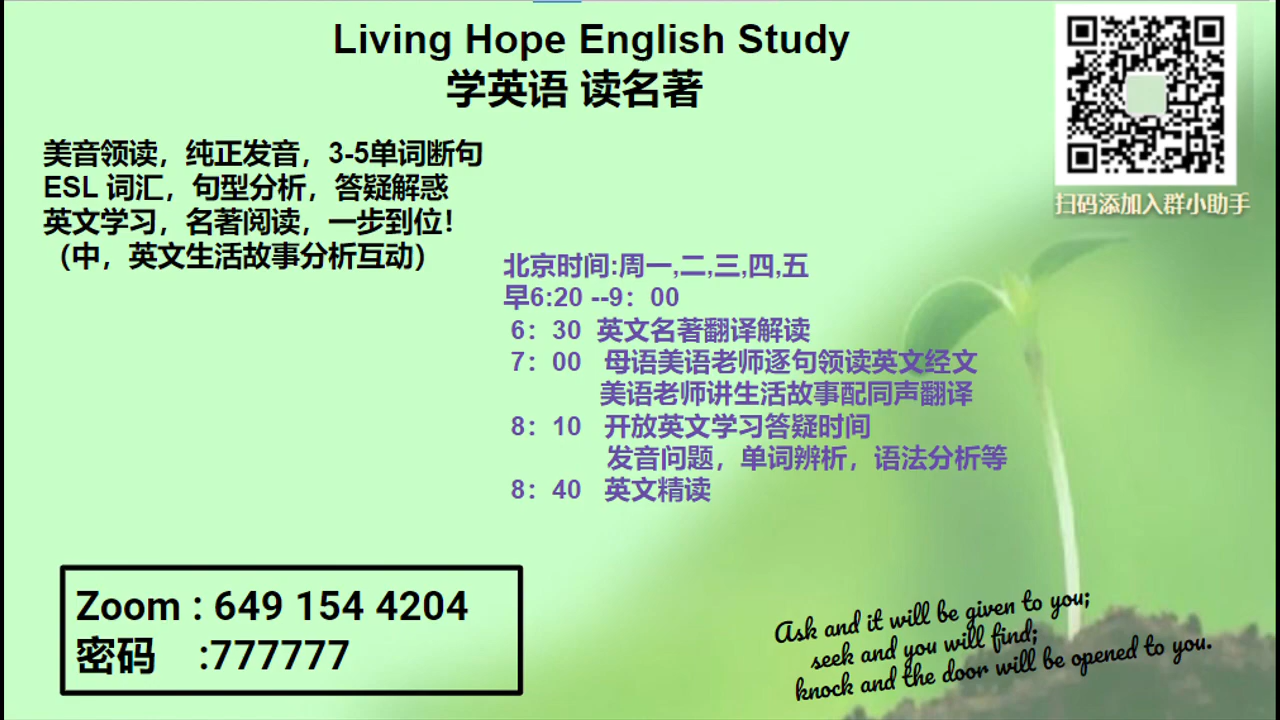 Living Hope English Study
学英语 读名著
美音领读，纯正发音，3-5单词断句
ESL 词汇，句型分析，答疑解惑
英文学习，名著阅读，一步到位！
（中，英文生活故事分析互动）
扫码添加入群小助手
北京时间:周一,二,三,四,五
早6:20 --9：00
6：30 英文名著翻译解读
7：00 母语美语老师逐句领读英文经文
美语老师讲生活故事配同声翻译
8：10 开放英文学习答疑时间
发音问题，单词辨析，语法分析等
8：40 英文精读
Zoom : 649 154 4204
密码 :777777
Ask and it will be given to you;
seek and you will find;
knock and the door will be opened to you.